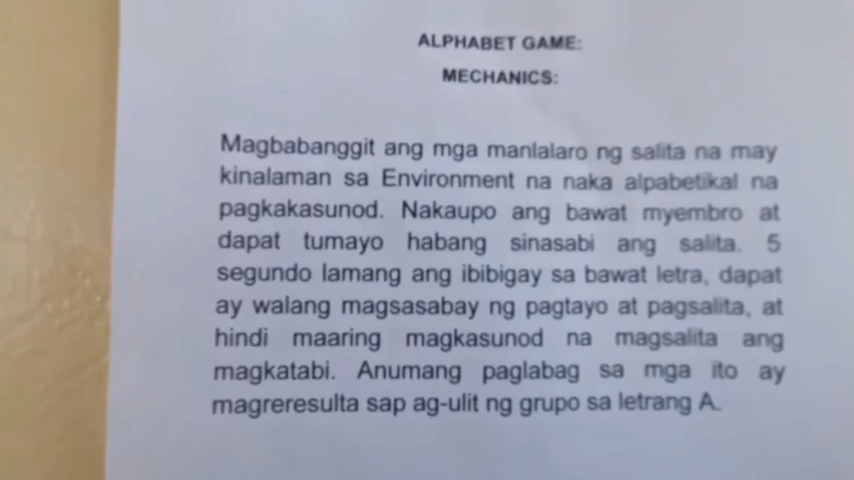 ALPHABET GAME:
MECHANICS:
Magbabanggit ang mga manlalaro ng salita na may
kinalaman sa Environment na naka alpabetikal na
pagkakasunod. Nakaupo ang bawat myembro at
dapat tumayo habang sinasabi ang salita. 5
segundo lamang ang ibibigay sa bawat letra, dapat
ay walang magsasabay ng pagtayo at pagsalita, at
hindi maaring magkasunod na magsalita ang
magkatabi. Anumang paglabag sa mga ito ay
magreresulta sap ag-ulit ng grupo sa letrang A.